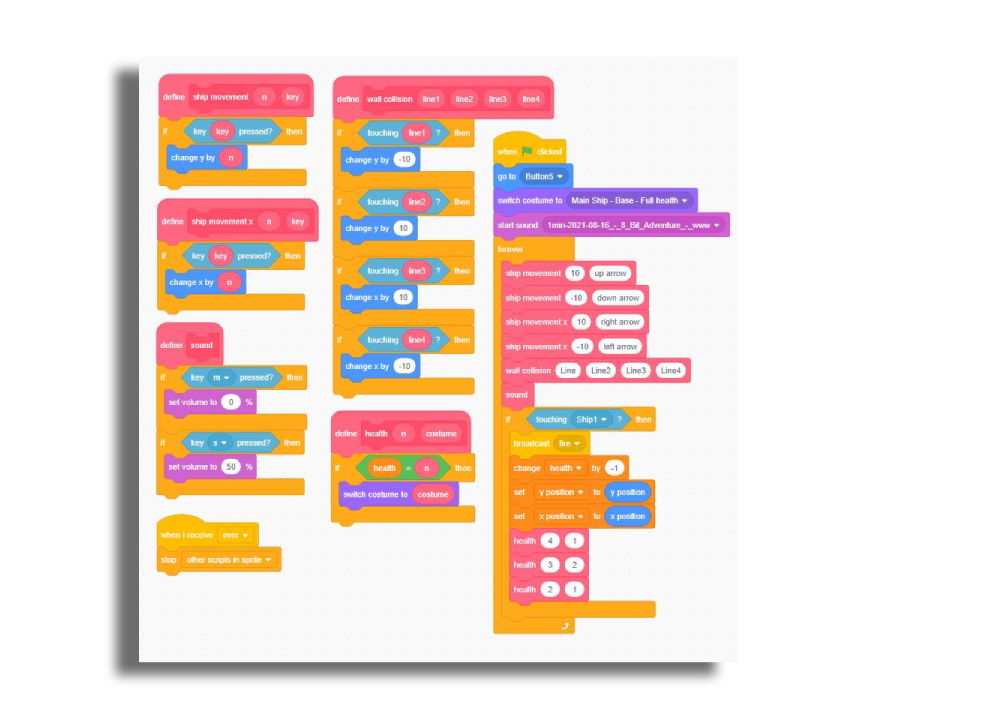 define ship movement n key
if key key pressed? then
change y by n
define ship movement x n key
if key key pressed? then
change x by n
define sound
if key m pressed? then
set volume to 0 %
if key s pressed? then
set volume to 50 %
when I receive over
stop other scripts in sprite
define wall collision line1 line2 line3 line4
if touching line1 ? then
change y by -10
if touching line2 ? then
change y by 10
if touching line3 ? then
change x by 10
if touching line4 ? then
change x by -10
define health n costume
if health = n then
switch costume to costume
when clicked
go to Button5
switch costume to Main Ship - Base - Full health
start sound 1min-2021-08-16_-_8_Bit_Adventure_-_www
forever
ship movement 10 up arrow
ship movement -10 down arrow
ship movement x 10 right arrow
ship movement x -10 left arrow
wall collision Line Line2 Line3 Line4
sound
if touching Ship1 ? then
broadcast fire
change health by -1
set y position to y position
set x position to x position
health 4 1
health 3 2
health 2 1